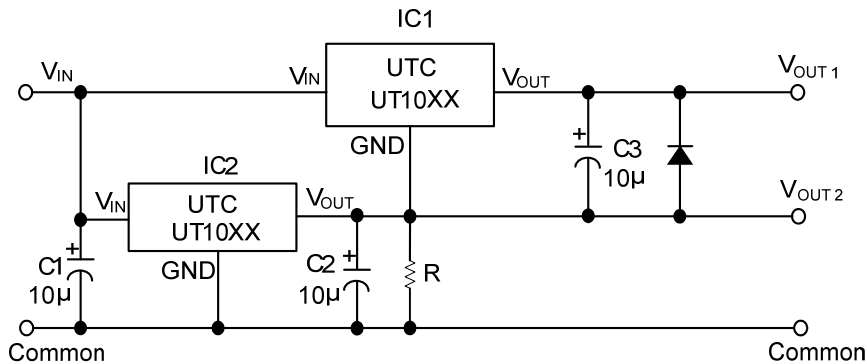 IC1
VIN
VIN
UTC
UT10XX
VOUT
VOUT 1
GND
+
C3
10µ
IC2
VIN
UTC
UT10XX
VOUT
VOUT 2
GND
+
C1
10µ
+
C2
10µ
R
Common
Common